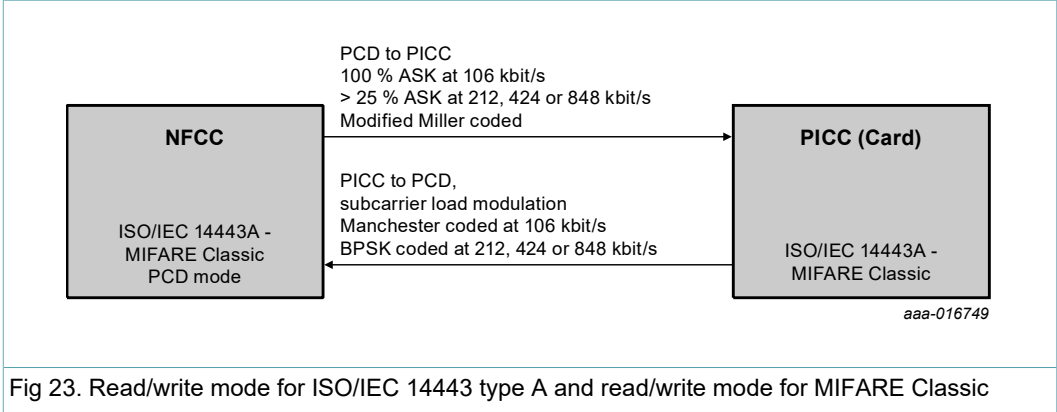 PCD to PICC
100 % ASK at 106 kbit/s
> 25 % ASK at 212, 424 or 848 kbit/s
Modified Miller coded
NFCC
PICC (Card)
PICC to PCD,
subcarrier load modulation
Manchester coded at 106 kbit/s
BPSK coded at 212, 424 or 848 kbit/s
ISO/IEC 14443A -
MIFARE Classic
PCD mode
ISO/IEC 14443A -
MIFARE Classic
aaa-016749
Fig 23. Read/write mode for ISO/IEC 14443 type A and read/write mode for MIFARE Classic